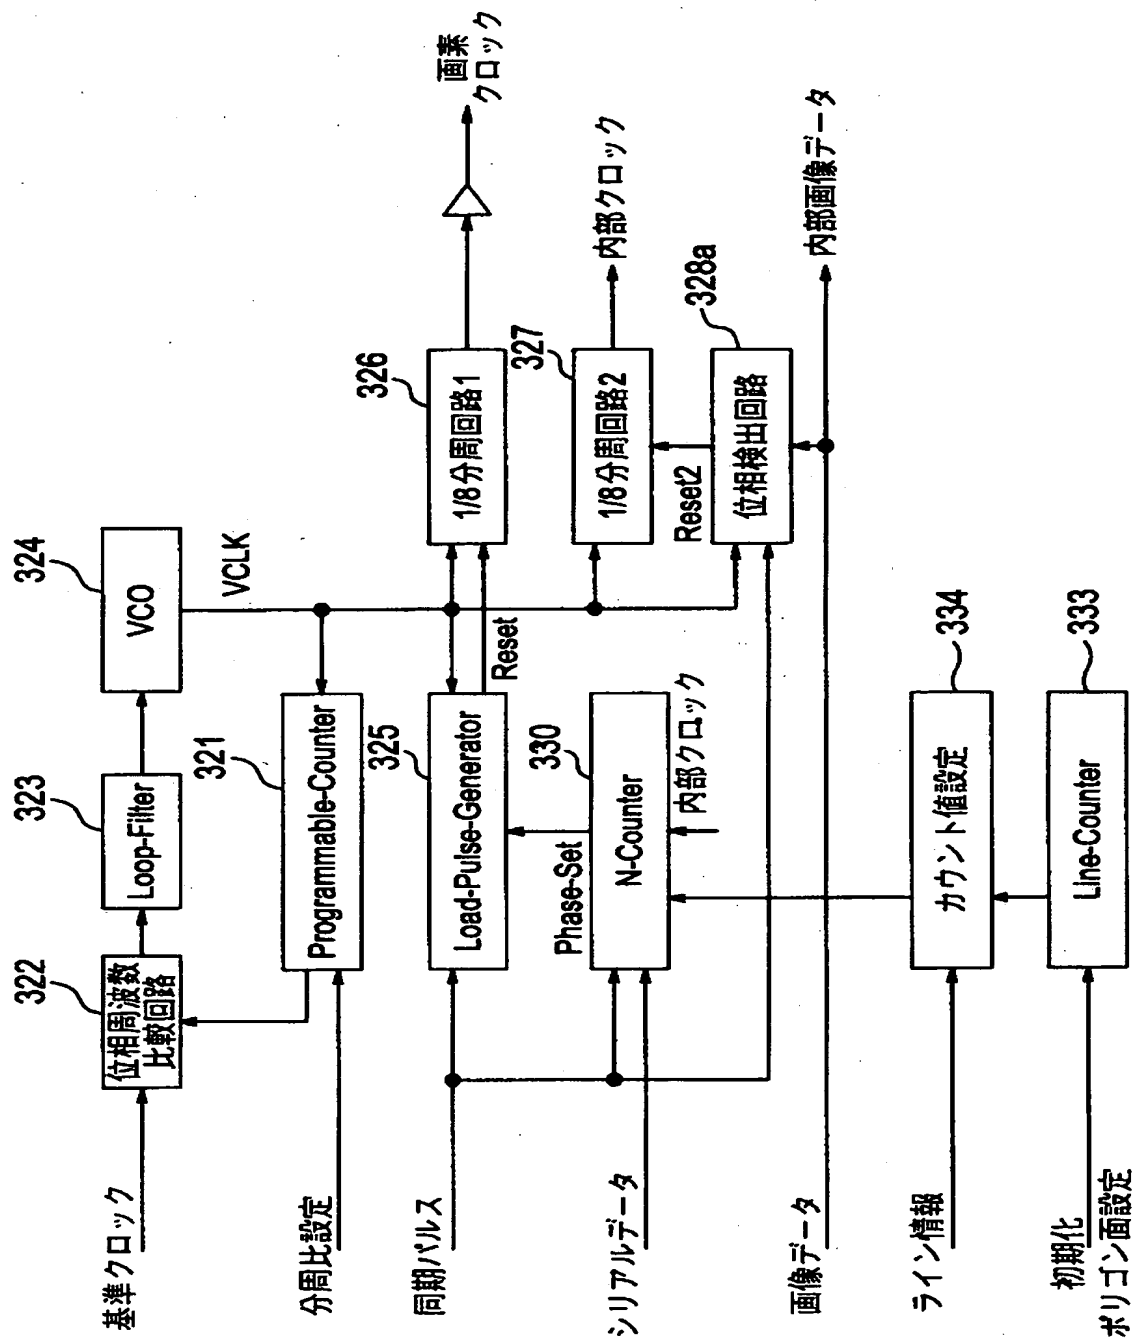 基準クロック
322
位相周波数
比較回路
323
Loop-Filter
324
VCO
VCLK
分周比設定
321
Programmable-Counter
同期パルス
325
Load-Pulse-Generator
Reset
326
1/8分周回路1
画素
クロック
シリアルデータ
Phase-Set
330
N-Counter
内部クロック
327
1/8分周回路2
内部クロック
Reset2
328a
位相検出回路
画像データ
内部画像データ
ライン情報
334
カウント値設定
初期化
ポリゴン面設定
333
Line-Counter